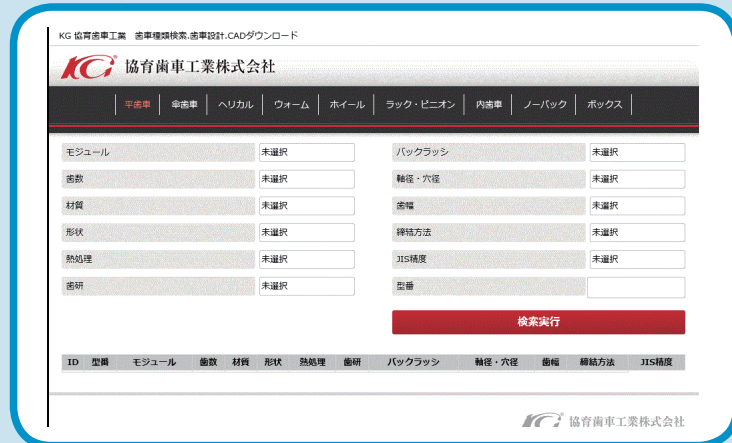 KG 協育歯車工業 歯車種類検索.歯車設計.CADダウンロード
KG 協育歯車工業株式会社
平歯車 傘歯車 ヘリカル ウォーム ホイール ラック・ピニオン 内歯車 ノーバック ボックス
モジュール 未選択 バックラッシ 未選択
歯数 未選択 軸径・穴径 未選択
材質 未選択 歯幅 未選択
形状 未選択 締結方法 未選択
熱処理 未選択 JIS精度 未選択
歯研 未選択 型番
検索実行
ID 型番 モジュール 歯数 材質 形状 熱処理 歯研 バックラッシ 軸径・穴径 歯幅 締結方法 JIS精度
KG 協育歯車工業株式会社